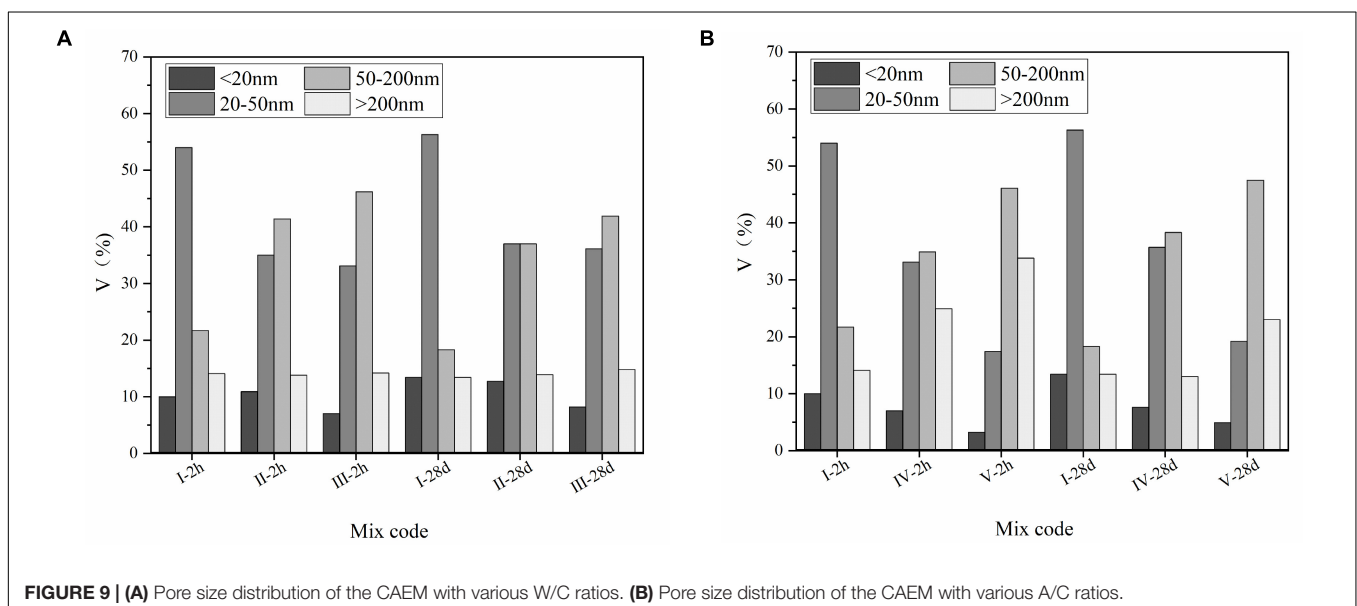 A
B
70
60
50
40
30
20
10
0
V (%)
<20nm 50-200nm
20-50nm >200nm
I-2h II-2h III-2h I-28d II-28d III-28d
Mix code
70
60
50
40
30
20
10
0
V (%)
<20nm 50-200nm
20-50nm >200nm
I-2h IV-2h V-2h I-28d IV-28d V-28d
Mix code
FIGURE 9 | (A) Pore size distribution of the CAEM with various W/C ratios. (B) Pore size distribution of the CAEM with various A/C ratios.